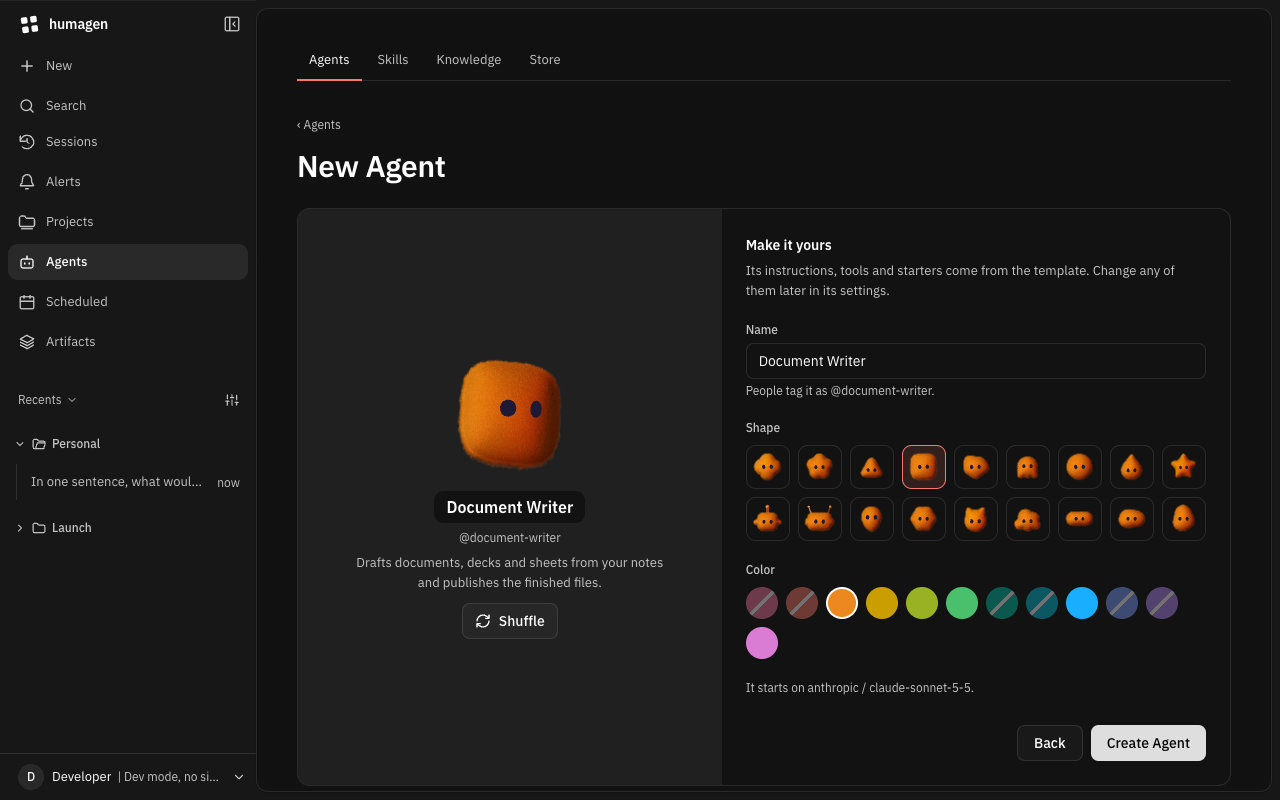 humagen
New
Search
Sessions
Alerts
Projects
Agents
Scheduled
Artifacts
Recents
Personal
In one sentence, what woul... now
Launch
D Developer | Dev mode, no si...
Agents Skills Knowledge Store
‹ Agents
New Agent
Document Writer
@document-writer
Drafts documents, decks and sheets from your notes
and publishes the finished files.
Shuffle
Make it yours
Its instructions, tools and starters come from the template. Change any of
them later in its settings.
Name
Document Writer
People tag it as @document-writer.
Shape
Color
It starts on anthropic / claude-sonnet-5-5.
Back Create Agent